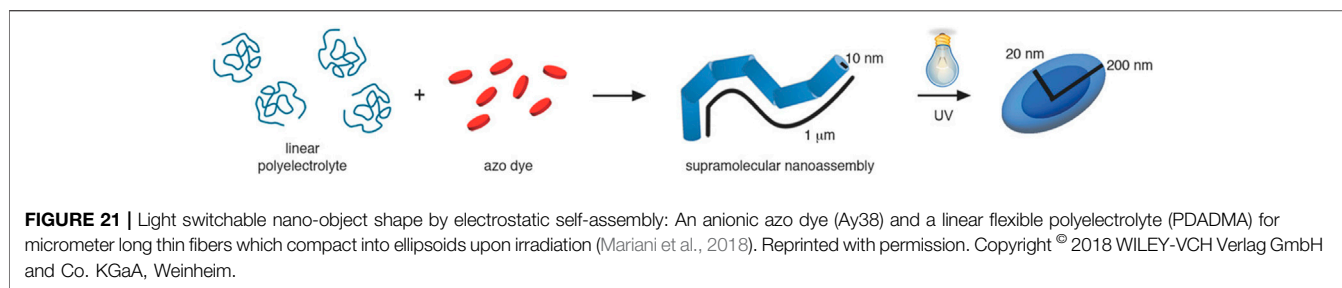 10 nm
20 nm
200 nm
+
UV
1 μm
linear
polyelectrolyte
azo dye
supramolecular nanoassembly
FIGURE 21 | Light switchable nano-object shape by electrostatic self-assembly: An anionic azo dye (Ay38) and a linear flexible polyelectrolyte (PDADMA) for
micrometer long thin fibers which compact into ellipsoids upon irradiation (Mariani et al., 2018). Reprinted with permission. Copyright © 2018 WILEY-VCH Verlag GmbH
and Co. KGaA, Weinheim.